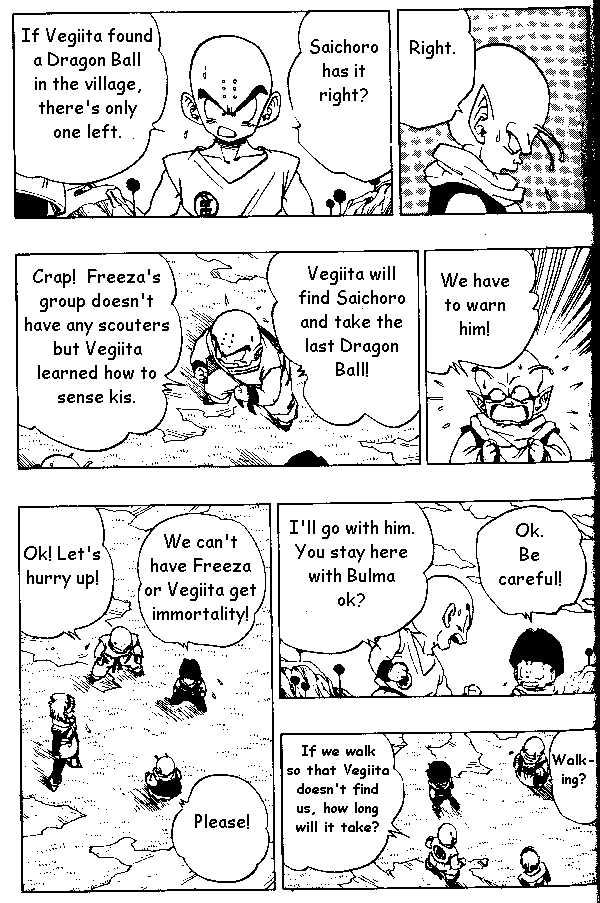 If Vegiita found
a Dragon Ball
in the village,
there's only
one left.
Saichoro
has it
right?
Right.
Crap!  Freeza's
group doesn't
have any scouters
but Vegiita
learned how to
sense kis.
Vegiita will
find Saichoro
and take the
last Dragon
Ball!
We have
to warn
him!
Ok! Let's
hurry up!
We can't
have Freeza
or Vegiita get
immortality!
Please!
I'll go with him.
You stay here
with Bulma
ok?
Ok.
Be
careful!
If we walk
so that Vegiita
doesn't find
us, how long
will it take?
Walk-
ing?